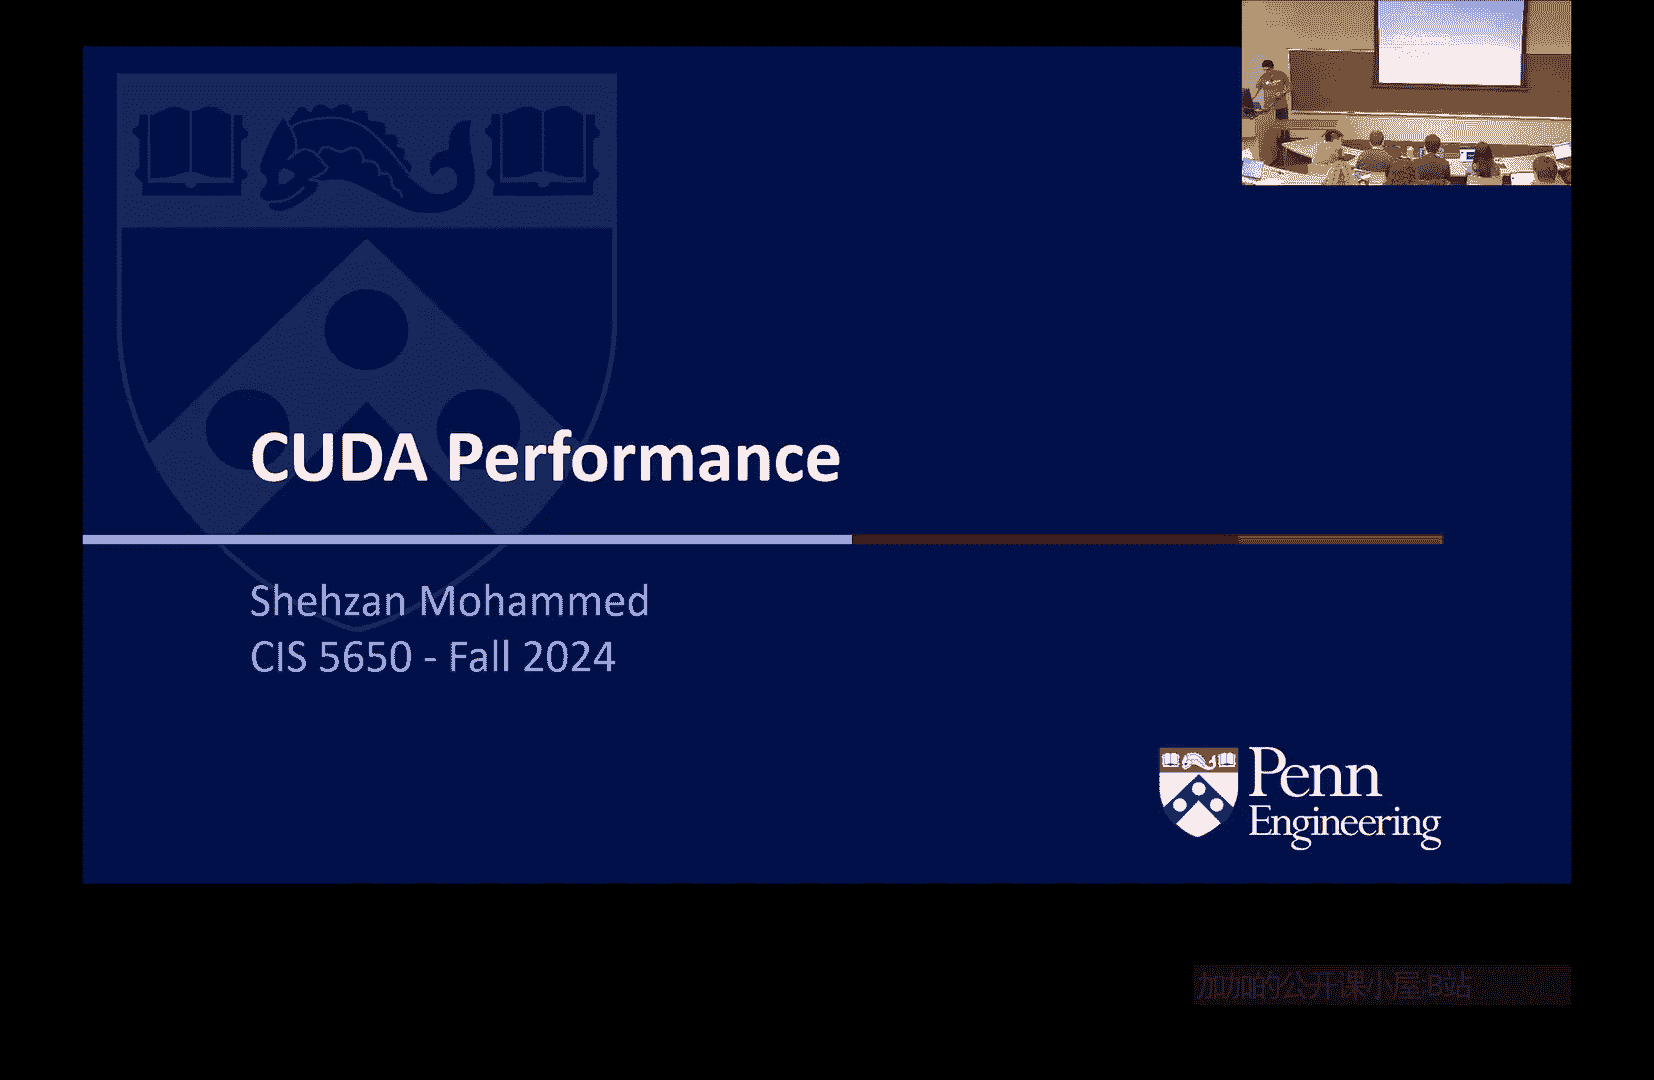 CUDA Performance
Shehzan Mohammed
CIS 5650 - Fall 2024
Penn
Engineering
加加的公开课小屋:B站